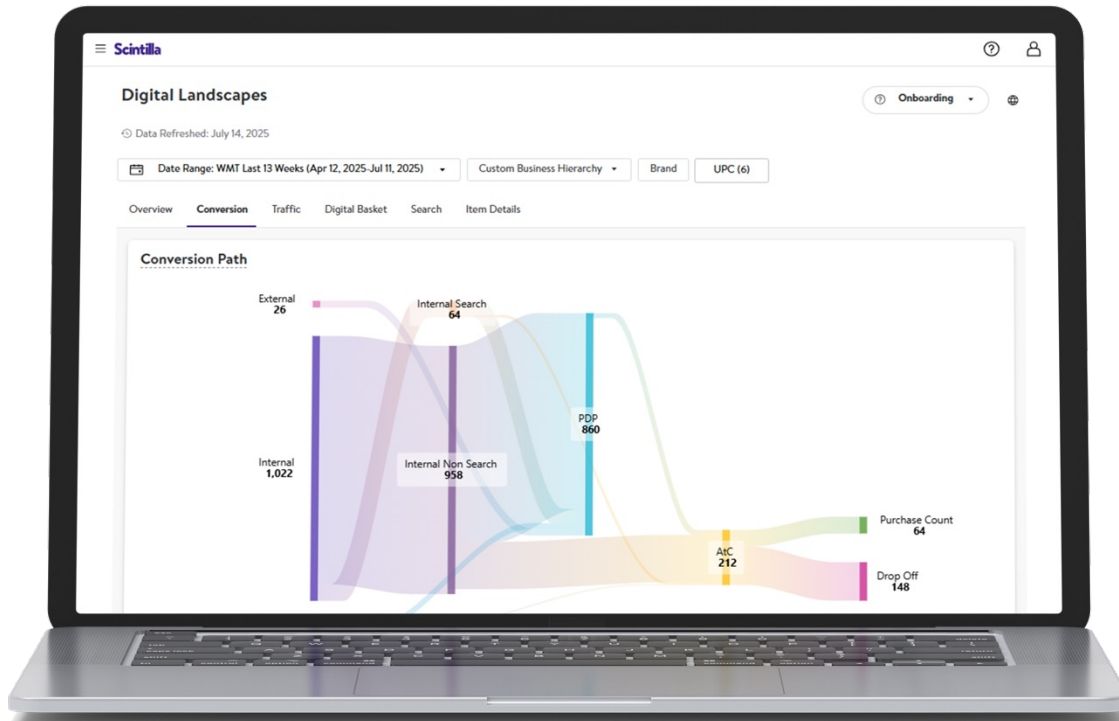 Scintilla
Digital Landscapes
Onboarding
Data Refreshed: July 14, 2025
Date Range: WMT Last 13 Weeks (Apr 12, 2025-Jul 11, 2025)
Custom Business Hierarchy
Brand
UPC (6)
Overview
Conversion
Traffic
Digital Basket
Search
Item Details
Conversion Path
External
26
Internal Search
64
PDP
860
Internal
1,022
Internal Non Search
958
Purchase Count
64
AtC
212
Drop Off
148